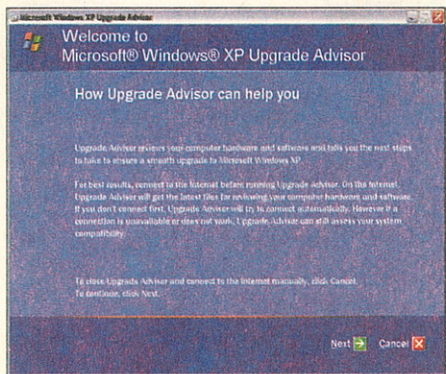 Microsoft Windows XP Upgrade Advisor
Welcome to
Microsoft® Windows® XP Upgrade Advisor
How Upgrade Advisor can help you
Upgrade Advisor reviews your computer hardware and software and tells you the next steps
to take to ensure a smooth upgrade to Microsoft Windows XP.
For best results, connect to the Internet before running Upgrade Advisor. On the Internet,
Upgrade Advisor will get the latest files for reviewing your computer hardware and software.
If you don't connect first, Upgrade Advisor will try to connect automatically. However if a
connection is unavailable or does not work, Upgrade Advisor can still assess your system
compatibility.
To close Upgrade Advisor and connect to the Internet manually, click Cancel.
To continue, click Next.
Next
Cancel